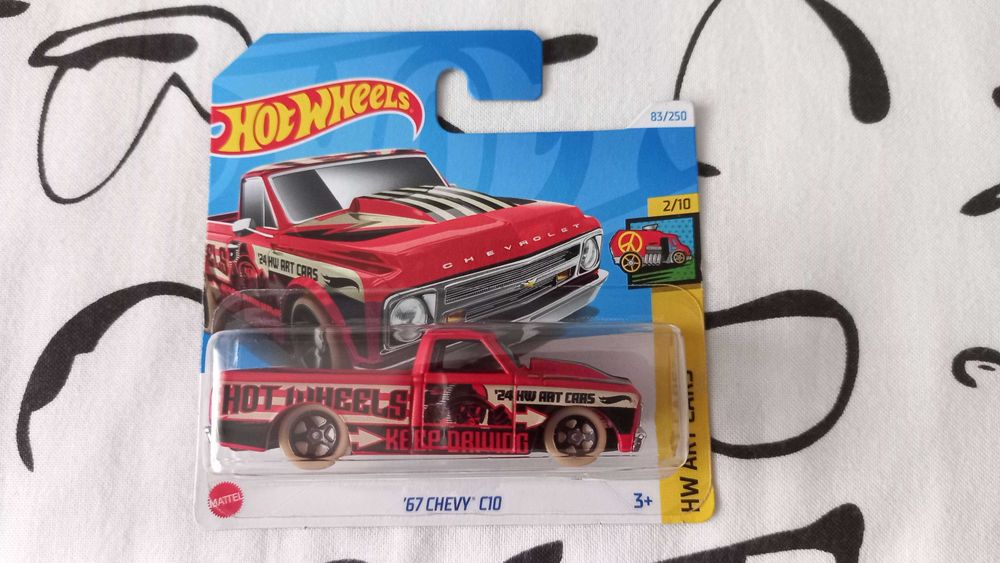 HOT WHEELS
83/250
2/10
CHEVROLET
'24 HW ART CARS
HOT WHEELS
'24 HW ART CARS
KEEP DRIVING
HW ART CARS
MATTEL
'67 CHEVY C10
3+